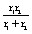 r₁r₂
r₁ + r₂